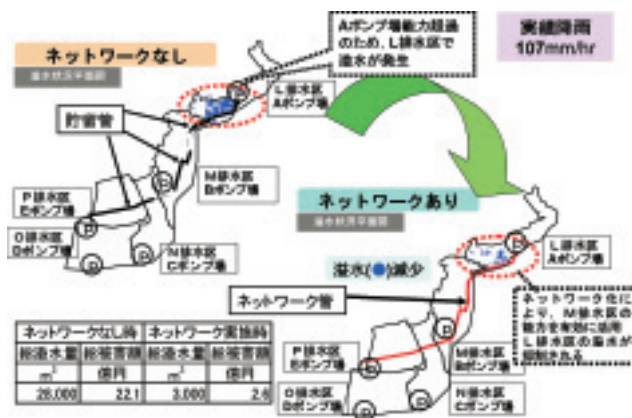 ネットワークなし
溢水状況平面図
Aポンプ場能力超過
のため、L排水区で
溢水が発生
実績降雨
107mm/hr
L排水区
Aポンプ場
貯留管
M排水区
Bポンプ場
P排水区
Eポンプ場
O排水区
Dポンプ場
N排水区
Cポンプ場
ネットワークあり
溢水状況平面図
溢水(●)減少
L排水区
Aポンプ場
ネットワーク管
ネットワーク化に
より、M排水区の
能力を有効に活用
L排水区の溢水が
抑制される
P排水区
Eポンプ場
M排水区
Bポンプ場
O排水区
Dポンプ場
N排水区
Cポンプ場
ネットワークなし時 ネットワーク実施時
総溢水量 総被害額 総溢水量 総被害額
m³ 億円 m³ 億円
28,000 22.1 3,000 2.6
P
P
P
P
P
P
P
P
P
P